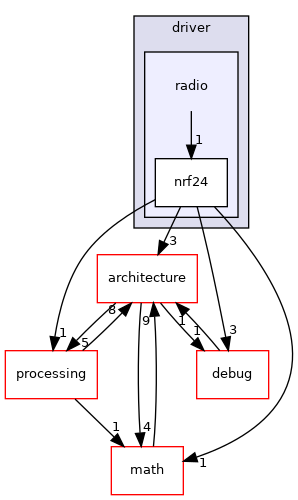 driver
radio
1
nrf24
3
architecture
1
5
8
9
1
1
3
processing
debug
1
4
1
math